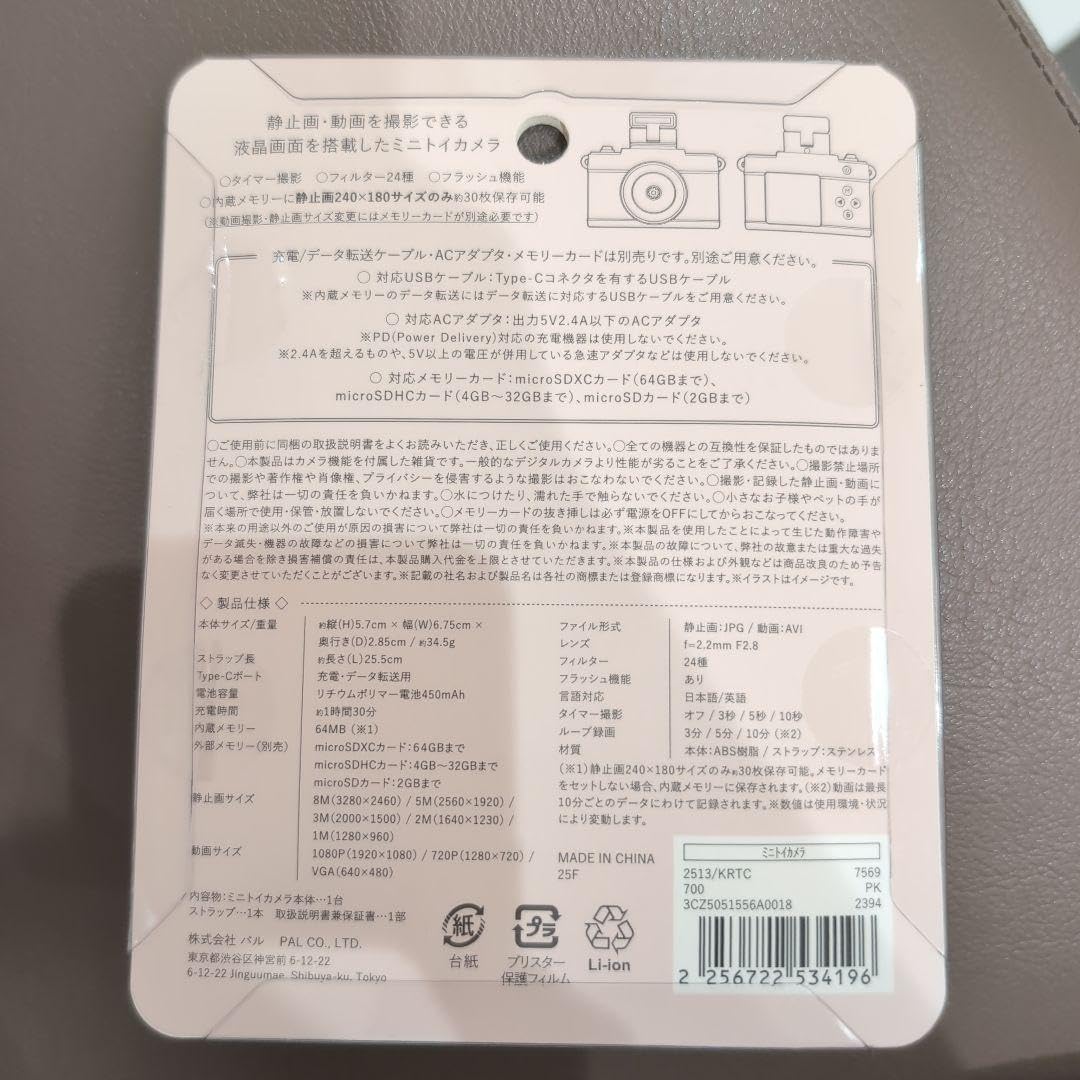 静止画・動画を撮影できる
液晶画面を搭載したミニトイカメラ
○タイマー撮影 ○フィルター24種 ○フラッシュ機能
○内蔵メモリーに静止画240×180サイズのみ約30枚保存可能
(※動画撮影・静止画サイズ変更にはメモリーカードが別途必要です)
充電/データ転送ケーブル・ACアダプタ・メモリーカードは別売りです。別途ご用意ください。
○ 対応USBケーブル:Type-Cコネクタを有するUSBケーブル
※内蔵メモリーのデータ転送にはデータ転送に対応するUSBケーブルをご用意ください。
○ 対応ACアダプタ:出力5V2.4A以下のACアダプタ
※PD(Power Delivery)対応の充電機器は使用しないでください。
※2.4Aを超えるものや、5V以上の電圧が併用している急速アダプタなどは使用しないでください。
○ 対応メモリーカード:microSDXCカード(64GBまで)、
microSDHCカード(4GB～32GBまで)、microSDカード(2GBまで)
○ご使用前に同梱の取扱説明書をよくお読みいただき、正しくご使用ください。○全ての機器との互換性を保証したものではありま
せん。○本製品はカメラ機能を付属した雑貨です。一般的なデジタルカメラより性能が劣ることをご了承ください。○撮影禁止場所
での撮影や著作権や肖像権、プライバシーを侵害するような撮影はおこなわないでください。○撮影・記録した静止画・動画に
ついて、弊社は一切の責任を負いかねます。○水につけたり、濡れた手で触らないでください。○小さなお子様やペットの手が
届く場所で使用・保管・放置しないでください。○メモリーカードの抜き挿しは必ず電源をOFFにしてからおこなってください。
※本来の用途以外のご使用が原因の損害について弊社は一切の責任を負いかねます。※本製品を使用したことによって生じた動作障害や
データ滅失・機器の故障などの損害について弊社は一切の責任を負いかねます。※本製品の故障について、弊社の故意または重大な過失
がある場合を除き損害補償の責任は、本製品購入代金を上限とさせていただきます。※本製品の仕様および外観などは商品改良のため予告
なく変更させていただくことがございます。※記載の社名および製品名は各社の商標または登録商標になります。※イラストはイメージです。
◇ 製品仕様 ◇
本体サイズ/重量 約縦(H)5.7cm × 幅(W)6.75cm ×
奥行き(D)2.85cm / 約34.5g
ストラップ長 約長さ(L)25.5cm
Type-Cポート 充電・データ転送用
電池容量 リチウムポリマー電池450mAh
充電時間 約1時間30分
内蔵メモリー 64MB (※1)
外部メモリー(別売) microSDXCカード:64GBまで
microSDHCカード:4GB～32GBまで
microSDカード:2GBまで
静止画サイズ 8M(3280×2460) / 5M(2560×1920) /
3M(2000×1500) / 2M(1640×1230) /
1M(1280×960)
動画サイズ 1080P(1920×1080) / 720P(1280×720) /
VGA(640×480)
ファイル形式 静止画:JPG / 動画:AVI
レンズ f=2.2mm F2.8
フィルター 24種
フラッシュ機能 あり
言語対応 日本語/英語
タイマー撮影 オフ / 3秒 / 5秒 / 10秒
ループ録画 3分 / 5分 / 10分 (※2)
材質 本体:ABS樹脂 / ストラップ:ステンレス
(※1)静止画240×180サイズのみ約30枚保存可能。メモリーカード
をセットしない場合、内蔵メモリーに保存されます。(※2)動画は最長
10分ごとのデータにわけて記録されます。※数値は使用環境・状況
により変動します。
MADE IN CHINA
25F
内容物:ミニトイカメラ本体…1台
ストラップ…1本 取扱説明書兼保証書…1部
株式会社 パル PAL CO., LTD.
東京都渋谷区神宮前 6-12-22
6-12-22 Jinguumae, Shibuya-ku, Tokyo
紙
台紙
プラ
ブリスター
保護フィルム
Li-ion
ミニトイカメラ
2513/KRTC 7569
700 PK
3CZ5051556A0018 2394
2 256722 534196